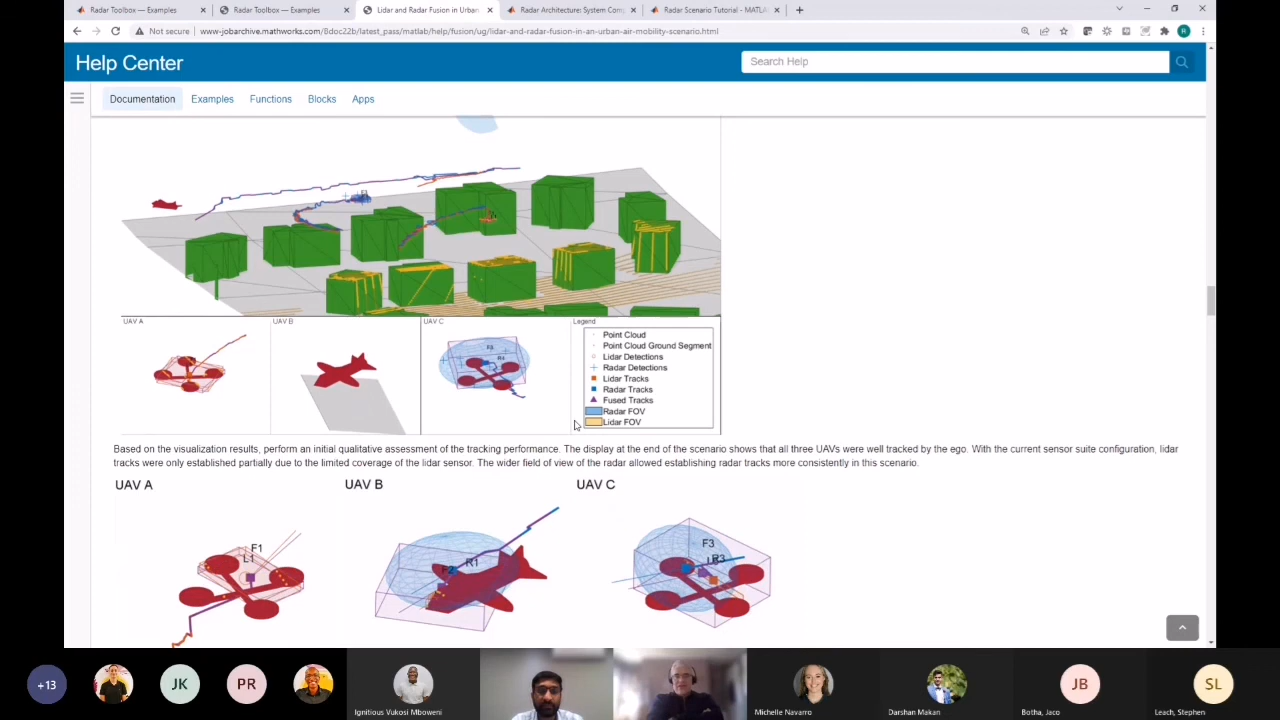 Radar Toolbox — Examples
Radar Toolbox — Examples
Lidar and Radar Fusion in Urban
Radar Architecture: System Com
Radar Scenario Tutorial - MATLA
Not secure
www-jobarchive.mathworks.com/Bdoc22b/latest_pass/matlab/help/fusion/ug/lidar-and-radar-fusion-in-an-urban-air-mobility-scenario.html
R
Help Center
Search Help
Documentation
Examples
Functions
Blocks
Apps
UAV A
UAV B
UAV C
Legend
Point Cloud
Point Cloud Ground Segment
Lidar Detections
Radar Detections
Lidar Tracks
Radar Tracks
Fused Tracks
Radar FOV
Lidar FOV
Based on the visualization results, perform an initial qualitative assessment of the tracking performance. The display at the end of the scenario shows that all three UAVs were well tracked by the ego. With the current sensor suite configuration, lidar
tracks were only established partially due to the limited coverage of the lidar sensor. The wider field of view of the radar allowed establishing radar tracks more consistently in this scenario.
UAV A
UAV B
UAV C
F1
L1
R1
F3
+13
JK
PR
Ignitious Vukosi Mboweni
Michelle Navarro
Darshan Makan
JB
Botha, Jaco
SL
Leach, Stephen